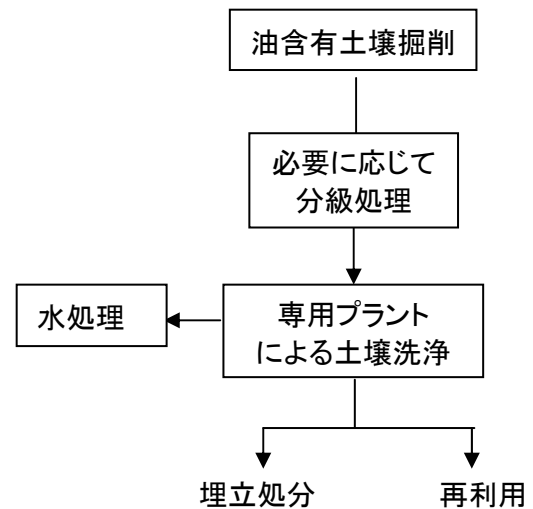 油含有土壌掘削
必要に応じて
分級処理
水処理
専用プラント
による土壌洗浄
埋立処分
再利用